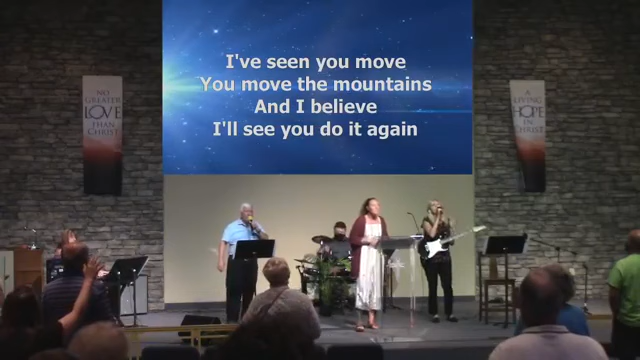 I've seen you move
You move the mountains
And I believe
I'll see you do it again
NO
GREATER
LOVE
THAN
CHRIST
A
LIVING
HOPE
IN
CHRIST